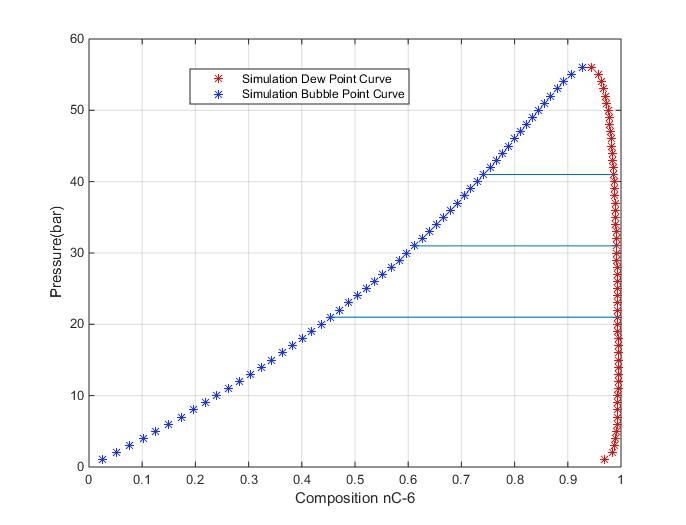 60
50
40
30
20
10
0
Pressure(bar)
Simulation Dew Point Curve
Simulation Bubble Point Curve
0 0.1 0.2 0.3 0.4 0.5 0.6 0.7 0.8 0.9 1
Composition nC-6